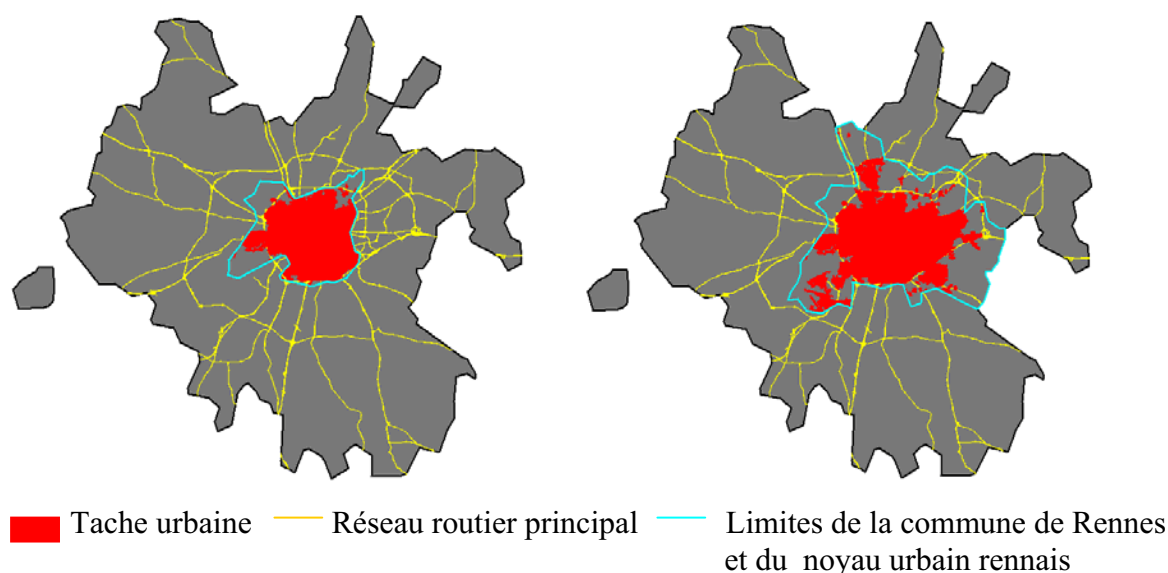 Tache urbaine
Réseau routier principal
Limites de la commune de Rennes
et du noyau urbain rennais